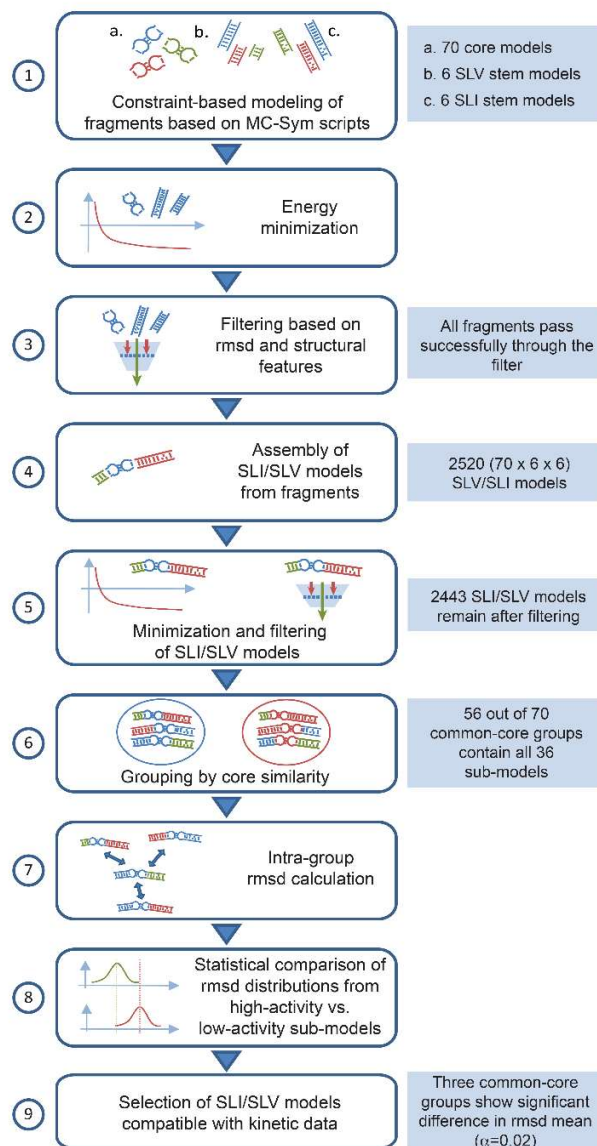 a.
b.
c.
1
Constraint-based modeling of
fragments based on MC-Sym scripts
a. 70 core models
b. 6 SLV stem models
c. 6 SLI stem models
2
Energy
minimization
3
Filtering based on
rmsd and structural
features
All fragments pass
successfully through the
filter
4
Assembly of
SLI/SLV models
from fragments
2520 (70 x 6 x 6)
SLV/SLI models
5
Minimization and filtering
of SLI/SLV models
2443 SLI/SLV models
remain after filtering
6
Grouping by core similarity
56 out of 70
common-core groups
contain all 36
sub-models
7
Intra-group
rmsd calculation
8
Statistical comparison of
rmsd distributions from
high-activity vs.
low-activity sub-models
9
Selection of SLI/SLV models
compatible with kinetic data
Three common-core
groups show significant
difference in rmsd mean
(α=0.02)